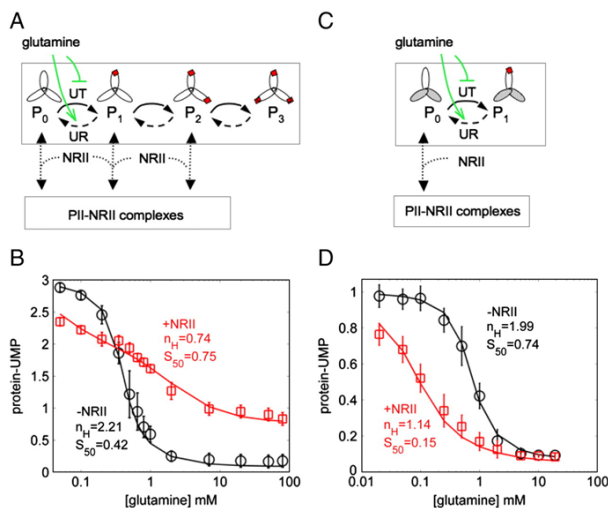 A
glutamine
UT
P0 P1 P2 P3
UR
NRII NRII
PII-NRII complexes
C
glutamine
UT
P0 P1
UR
NRII
PII-NRII complexes
B
protein-UMP
3
2.5
2
1.5
1
0.5
0
+NRII
nH=0.74
S50=0.75
-NRII
nH=2.21
S50=0.42
0.1 1 10 100
[glutamine] mM
D
protein-UMP
1
0.8
0.6
0.4
0.2
0
-NRII
nH=1.99
S50=0.74
+NRII
nH=1.14
S50=0.15
0.01 0.1 1 10 100
[glutamine] mM